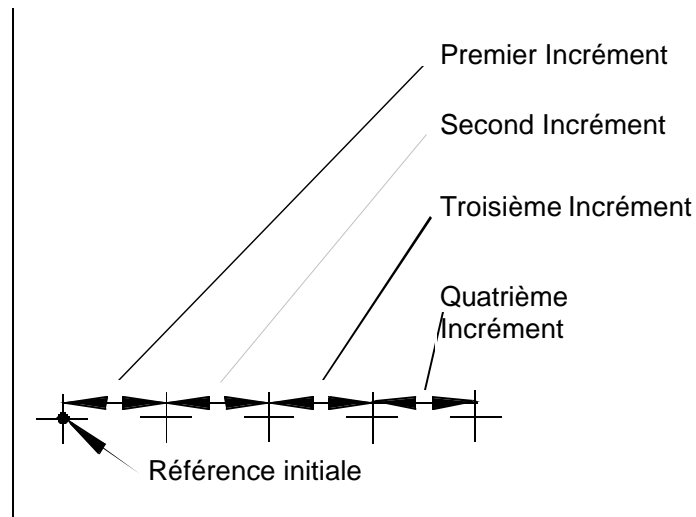 Premier Incrément
Second Incrément
Troisième Incrément
Quatrième
Incrément
Référence initiale